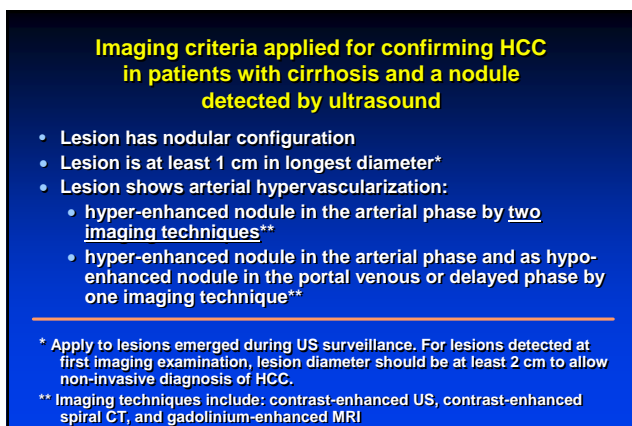 Imaging criteria applied for confirming HCC
in patients with cirrhosis and a nodule
detected by ultrasound
• Lesion has nodular configuration
• Lesion is at least 1 cm in longest diameter*
• Lesion shows arterial hypervascularization:
• hyper-enhanced nodule in the arterial phase by two
imaging techniques**
• hyper-enhanced nodule in the arterial phase and as hypo-
enhanced nodule in the portal venous or delayed phase by
one imaging technique**
* Apply to lesions emerged during US surveillance. For lesions detected at
first imaging examination, lesion diameter should be at least 2 cm to allow
non-invasive diagnosis of HCC.
** Imaging techniques include: contrast-enhanced US, contrast-enhanced
spiral CT, and gadolinium-enhanced MRI